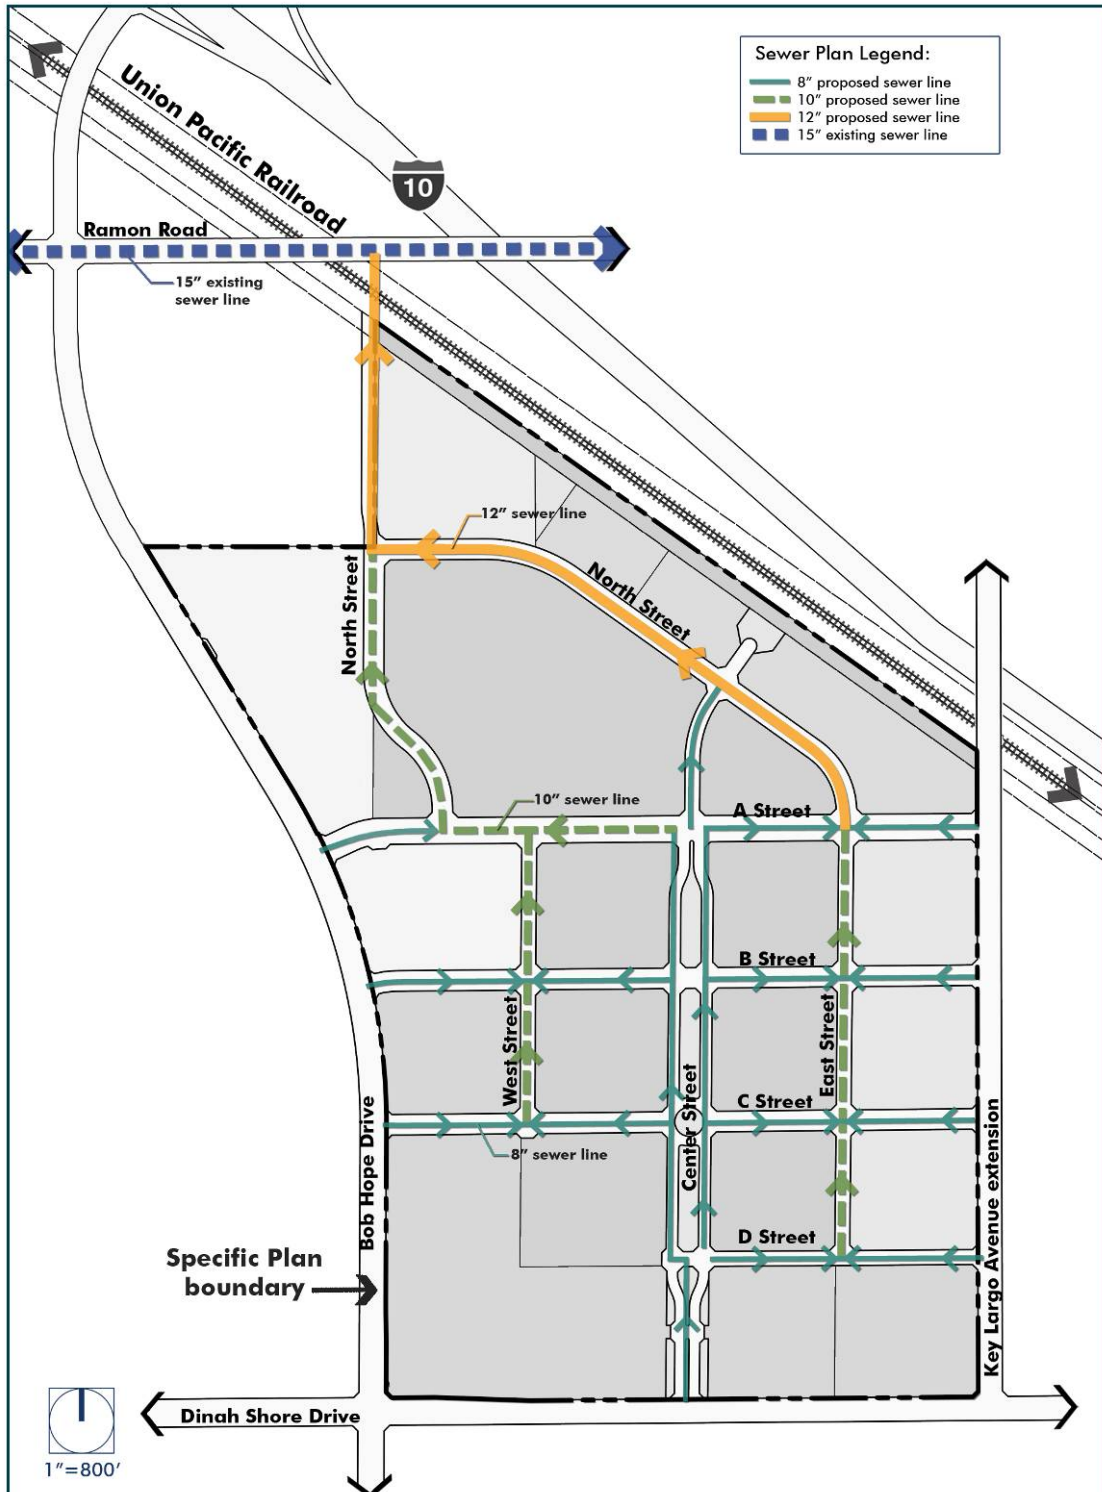 Sewer Plan Legend:
8" proposed sewer line
10" proposed sewer line
12" proposed sewer line
15" existing sewer line
Union Pacific Railroad
10
Ramon Road
15" existing
sewer line
12" sewer line
North Street
North Street
10" sewer line
A Street
B Street
West Street
East Street
C Street
Center Street
8" sewer line
Bob Hope Drive
Key Largo Avenue extension
D Street
Specific Plan
boundary
Dinah Shore Drive
1"=800'